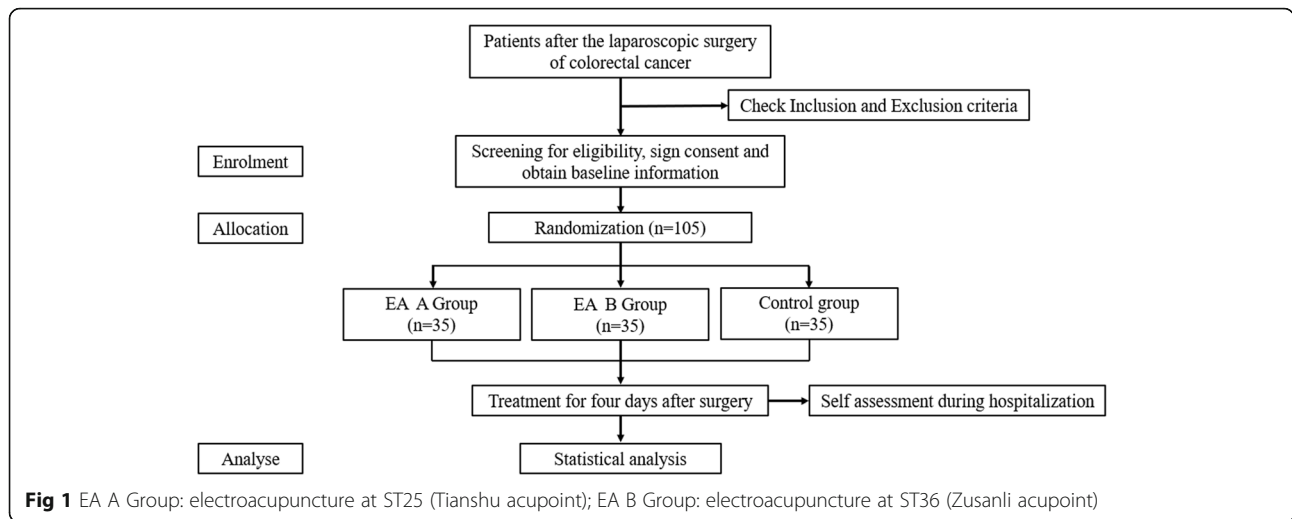 Patients after the laparoscopic surgery
of colorectal cancer
Check Inclusion and Exclusion criteria
Enrolment
Screening for eligibility, sign consent and
obtain baseline information
Allocation
Randomization (n=105)
EA A Group
(n=35)
EA B Group
(n=35)
Control group
(n=35)
Treatment for four days after surgery
Self assessment during hospitalization
Analyse
Statistical analysis
Fig 1 EA A Group: electroacupuncture at ST25 (Tianshu acupoint); EA B Group: electroacupuncture at ST36 (Zusanli acupoint)